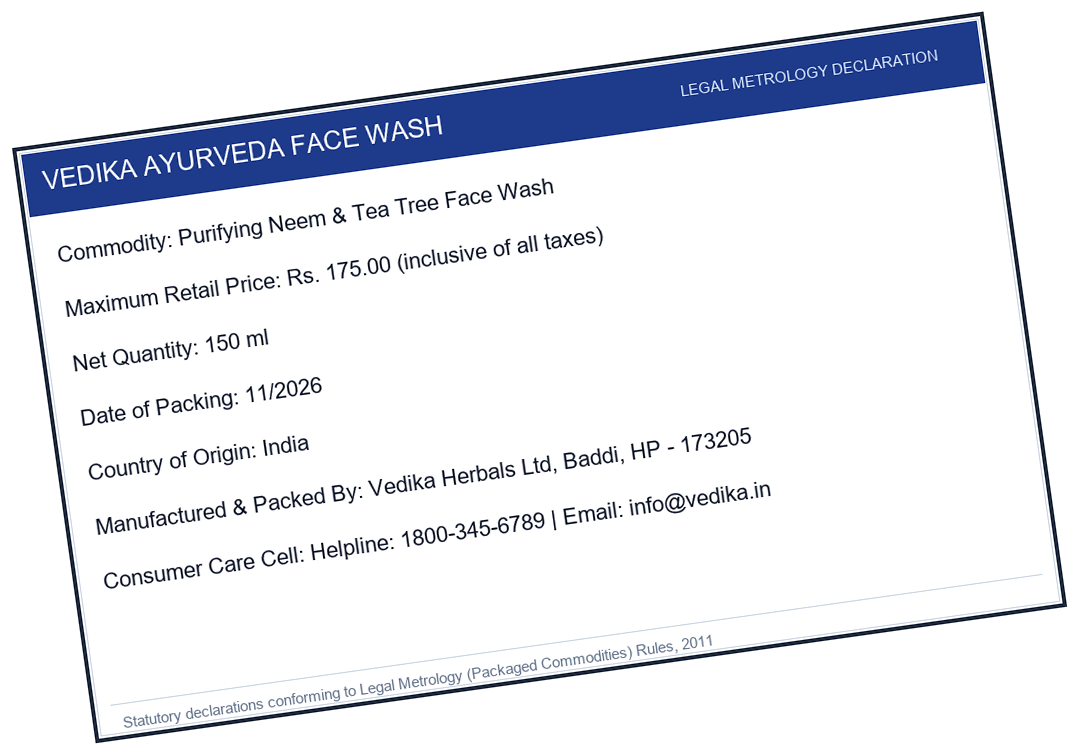 VEDIKA AYURVEDA FACE WASH
LEGAL METROLOGY DECLARATION
Commodity: Purifying Neem & Tea Tree Face Wash
Maximum Retail Price: Rs. 175.00 (inclusive of all taxes)
Net Quantity: 150 ml
Date of Packing: 11/2026
Country of Origin: India
Manufactured & Packed By: Vedika Herbals Ltd, Baddi, HP - 173205
Consumer Care Cell: Helpline: 1800-345-6789 | Email: info@vedika.in
Statutory declarations conforming to Legal Metrology (Packaged Commodities) Rules, 2011